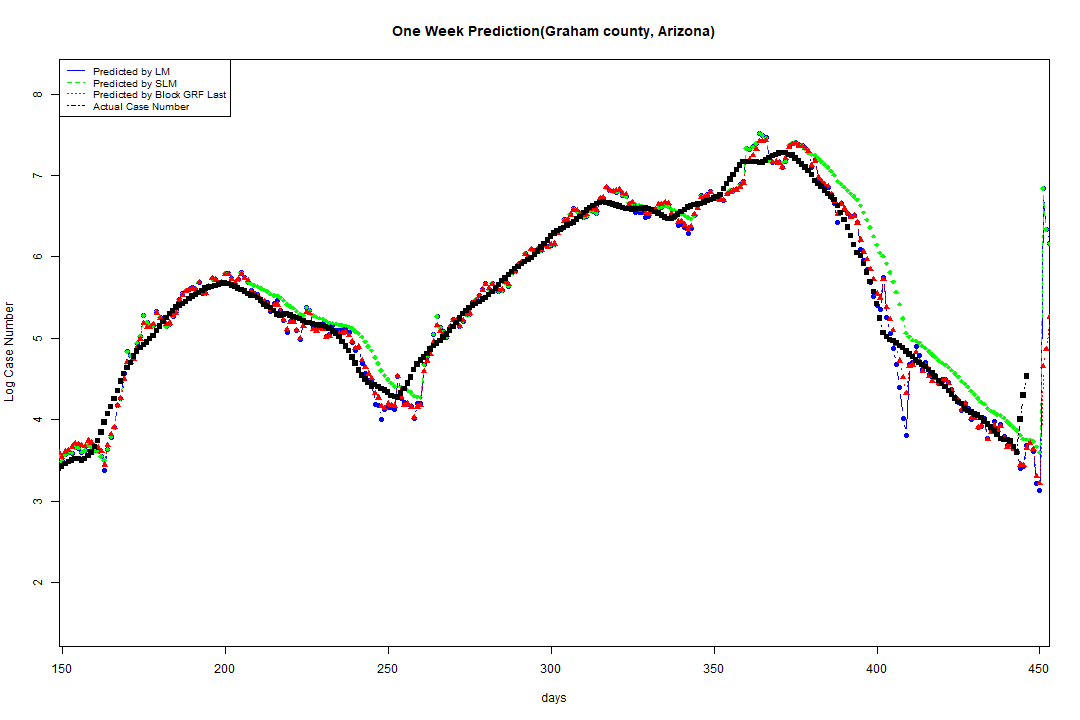 One Week Prediction(Graham county, Arizona)
Predicted by LM
Predicted by SLM
Predicted by Block GRF Last
Actual Case Number
Log Case Number
8
7
6
5
4
3
2
150 200 250 300 350 400 450
days